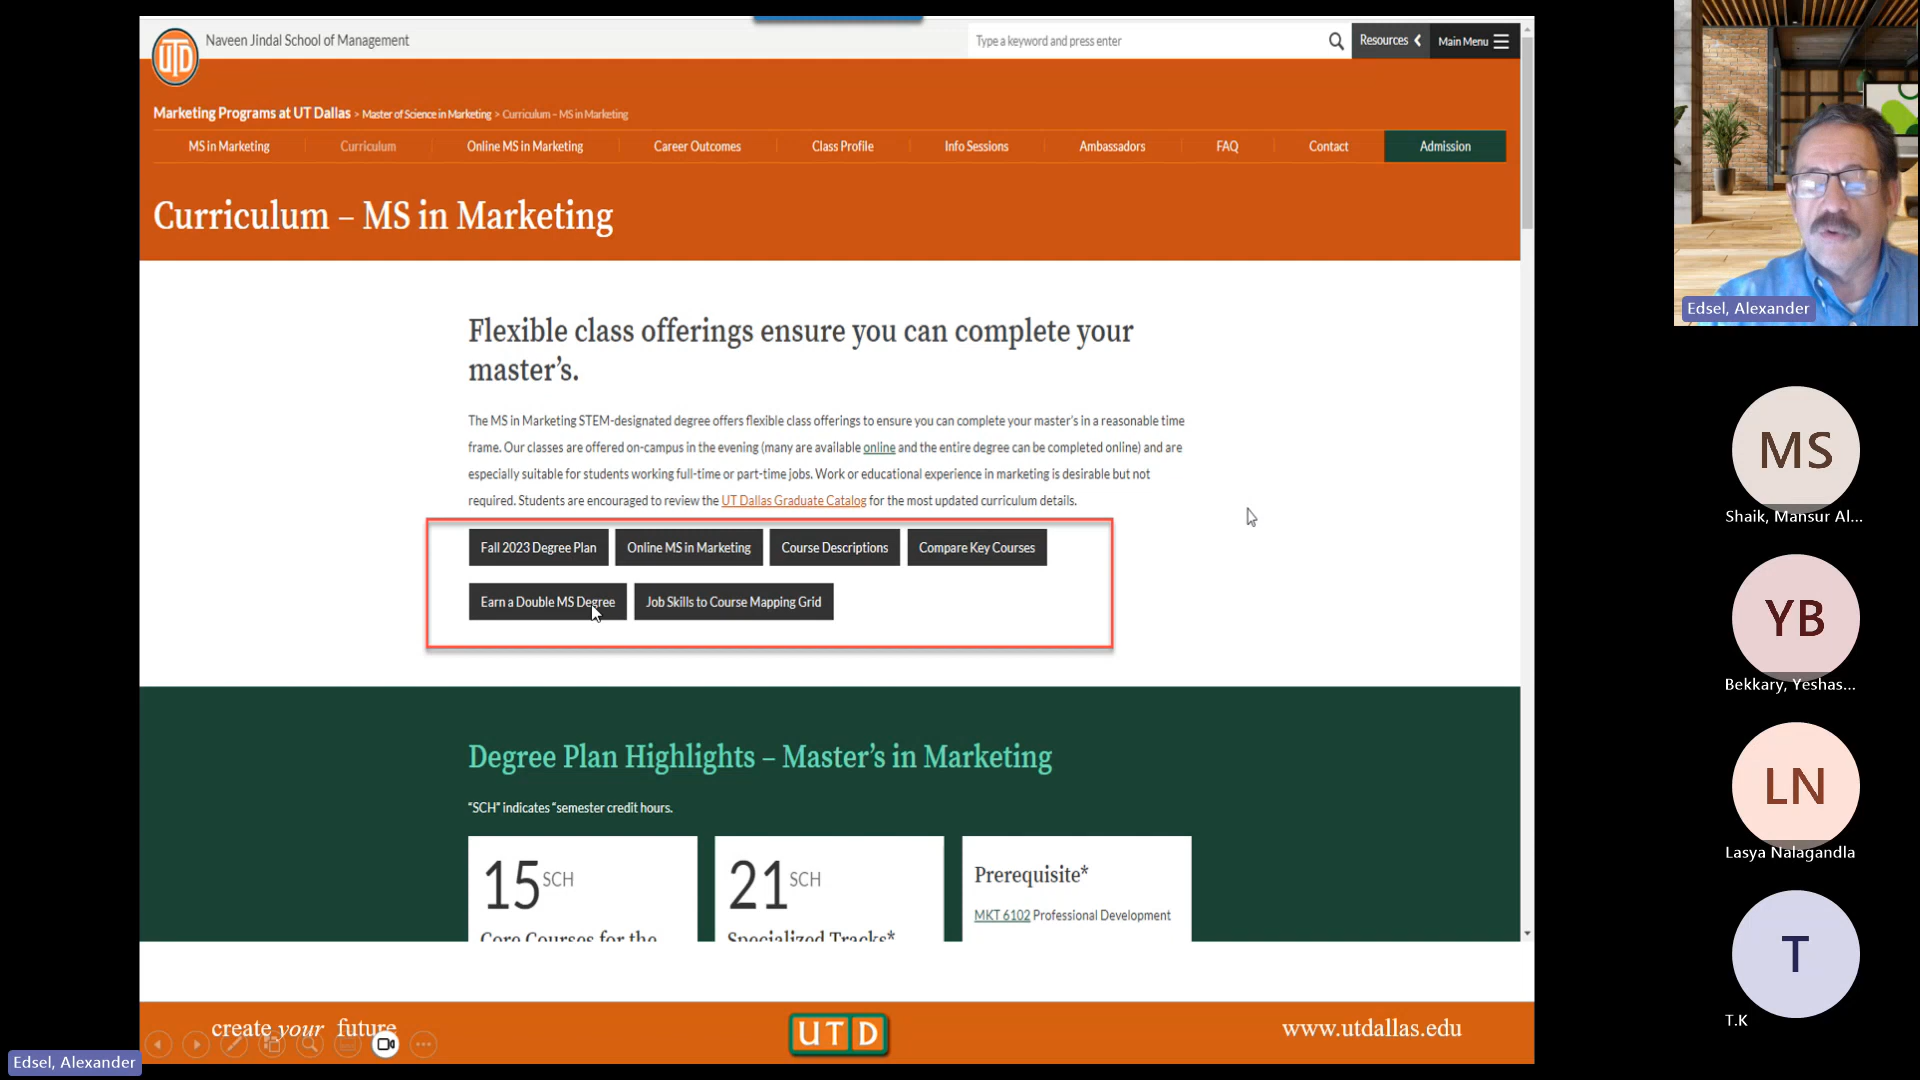 UTD
Naveen Jindal School of Management
Type a keyword and press enter
Resources
Main Menu
Marketing Programs at UT Dallas > Master of Science in Marketing > Curriculum – MS in Marketing
MS in Marketing
Curriculum
Online MS in Marketing
Career Outcomes
Class Profile
Info Sessions
Ambassadors
FAQ
Contact
Admission
Curriculum – MS in Marketing
Flexible class offerings ensure you can complete your
master's.
The MS in Marketing STEM-designated degree offers flexible class offerings to ensure you can complete your master's in a reasonable time
frame. Our classes are offered on-campus in the evening (many are available online and the entire degree can be completed online) and are
especially suitable for students working full-time or part-time jobs. Work or educational experience in marketing is desirable but not
required. Students are encouraged to review the UT Dallas Graduate Catalog for the most updated curriculum details.
Fall 2023 Degree Plan
Online MS in Marketing
Course Descriptions
Compare Key Courses
Earn a Double MS Degree
Job Skills to Course Mapping Grid
Degree Plan Highlights – Master's in Marketing
"SCH" indicates "semester credit hours.
15 SCH
Core Courses for the
21 SCH
Specialized Tracks*
Prerequisite*
MKT 6102 Professional Development
create your future
UTD
www.utdallas.edu
Edsel, Alexander
Edsel, Alexander
MS
Shaik, Mansur Al...
YB
Bekkary, Yeshas...
LN
Lasya Nalagandla
T
T.K